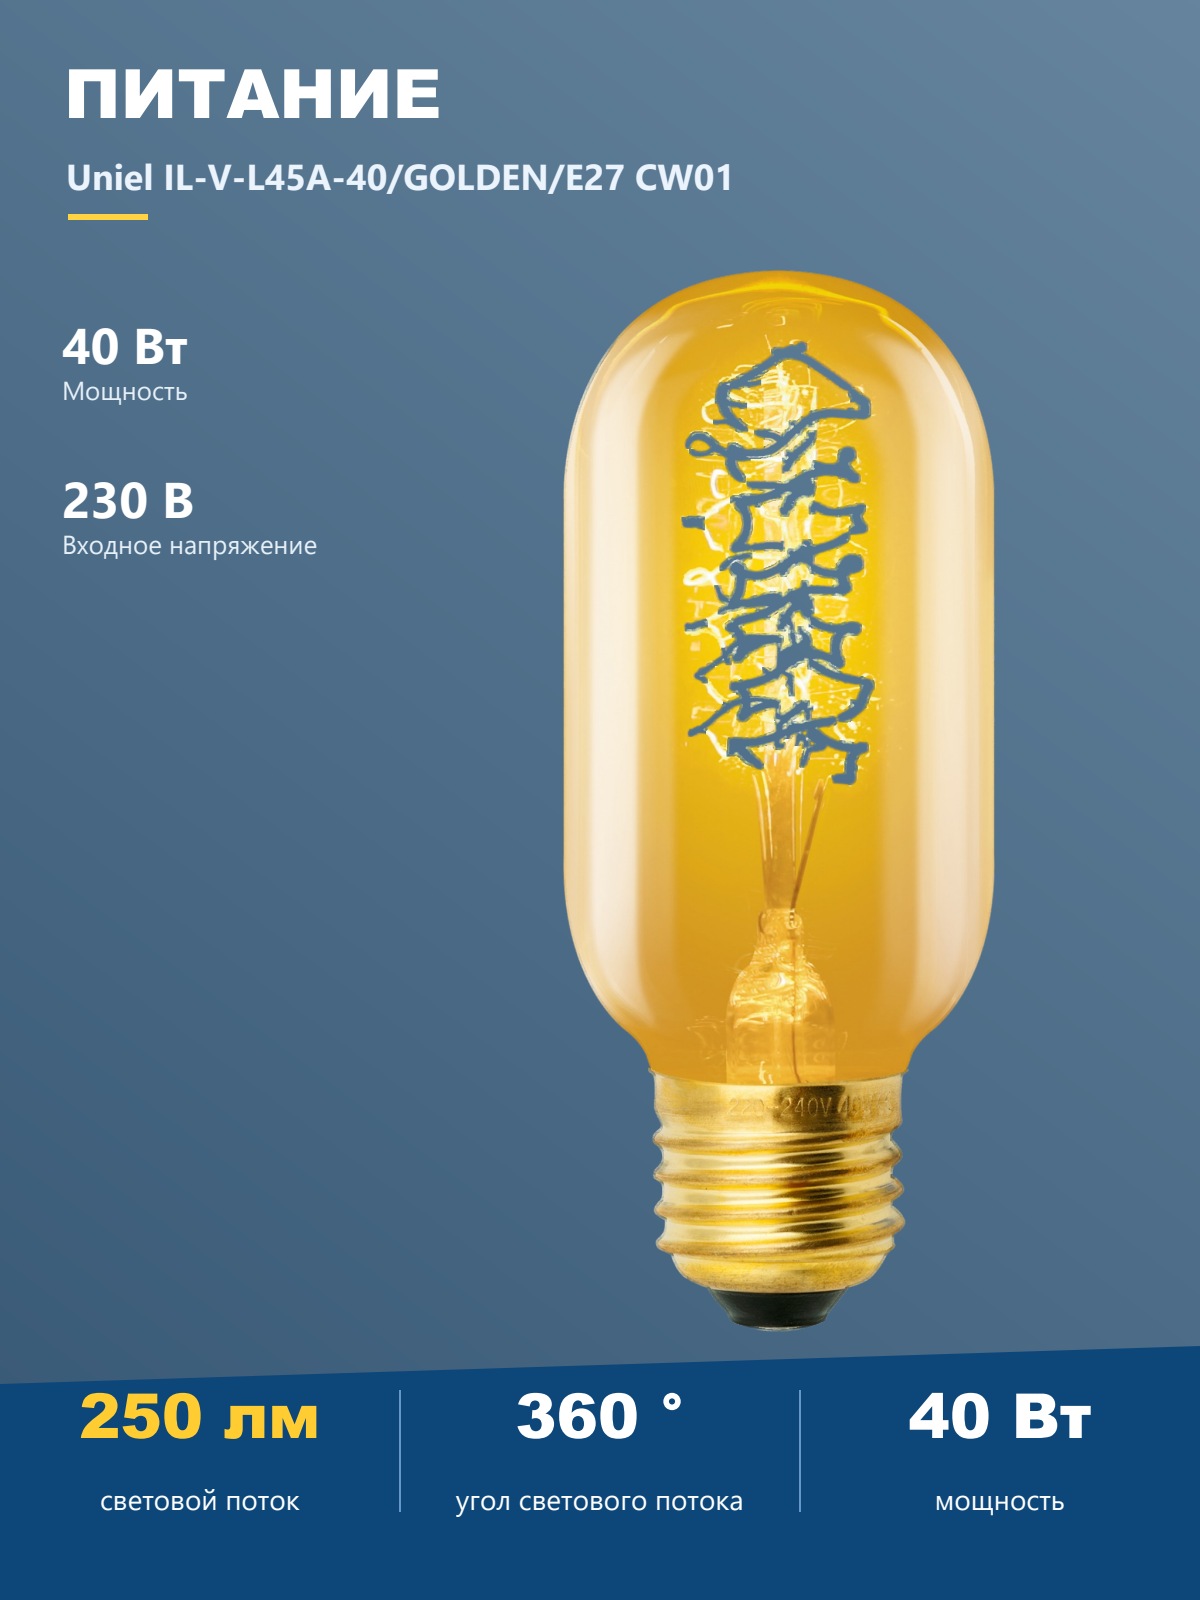 ПИТАНИЕ
Uniel IL-V-L45A-40/GOLDEN/E27 CW01
40 Вт
Мощность
230 В
Входное напряжение
240V
250 лм
световой поток
360 °
угол светового потока
40 Вт
мощность